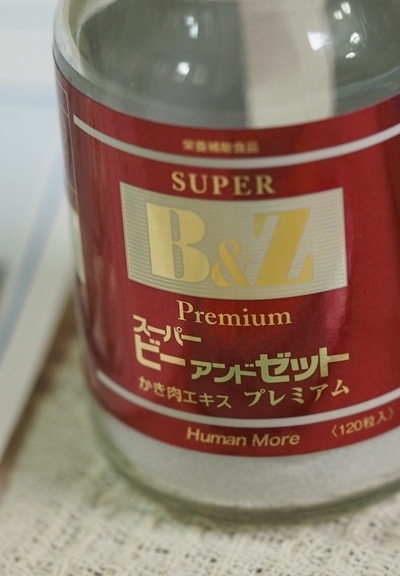 栄養補助食品
SUPER
B&Z
Premium
スーパー
ビーアンドゼット
かき肉エキス プレミアム
Human More 〈120粒入〉